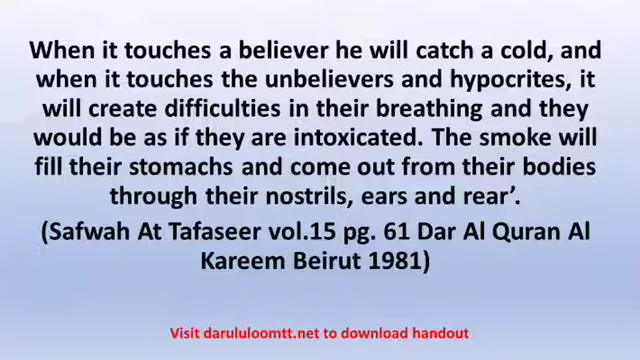 When it touches a believer he will catch a cold, and
when it touches the unbelievers and hypocrites, it
will create difficulties in their breathing and they
would be as if they are intoxicated. The smoke will
fill their stomachs and come out from their bodies
through their nostrils, ears and rear’.
(Safwah At Tafaseer vol.15 pg. 61 Dar Al Quran Al
Kareem Beirut 1981)
Visit darululoomtt.net to download handout